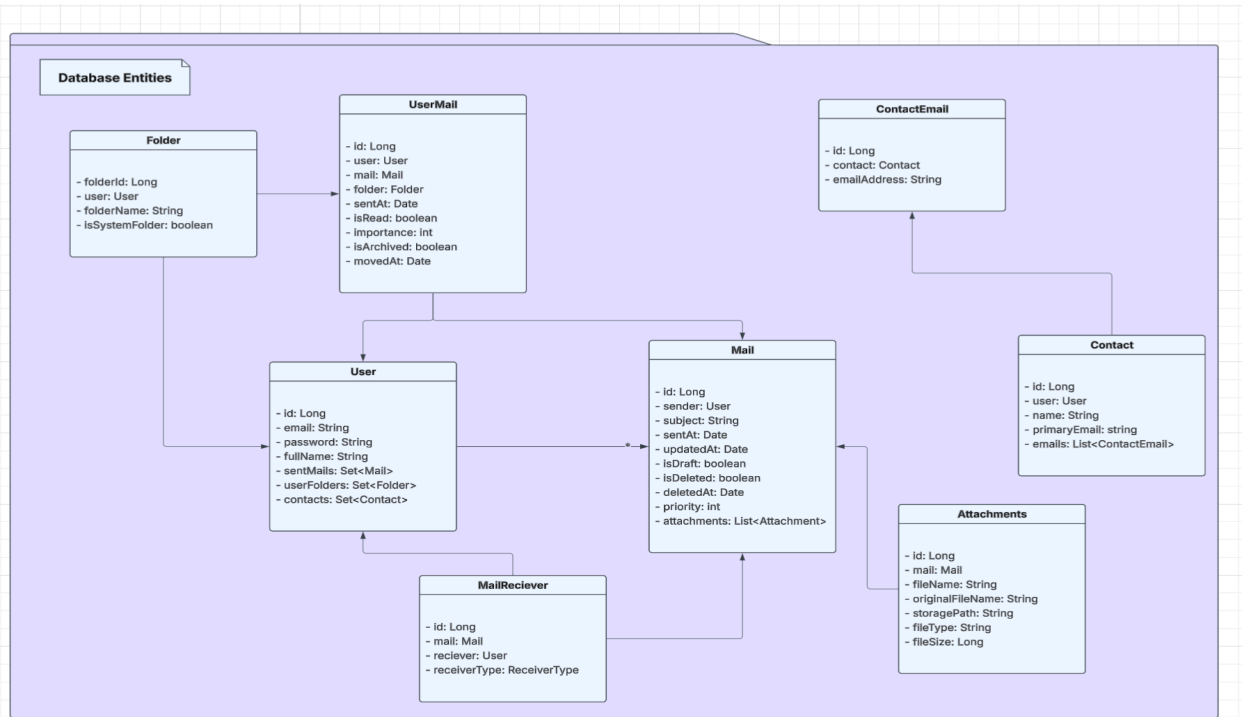 Database Entities
Folder
- folderId: Long
- user: User
- folderName: String
- isSystemFolder: boolean
UserMail
- id: Long
- user: User
- mail: Mail
- folder: Folder
- sentAt: Date
- isRead: boolean
- importance: int
- isArchived: boolean
- movedAt: Date
ContactEmail
- id: Long
- contact: Contact
- emailAddress: String
User
- id: Long
- email: String
- password: String
- fullName: String
- sentMails: Set<Mail>
- userFolders: Set<Folder>
- contacts: Set<Contact>
*
Mail
- id: Long
- sender: User
- subject: String
- sentAt: Date
- updatedAt: Date
- isDraft: boolean
- isDeleted: boolean
- deletedAt: Date
- priority: int
- attachments: List<Attachment>
Contact
- id: Long
- user: User
- name: String
- primaryEmail: string
- emails: List<ContactEmail>
MailReciever
- id: Long
- mail: Mail
- reciever: User
- receiverType: ReceiverType
Attachments
- id: Long
- mail: Mail
- fileName: String
- originalFileName: String
- storagePath: String
- fileType: String
- fileSize: Long